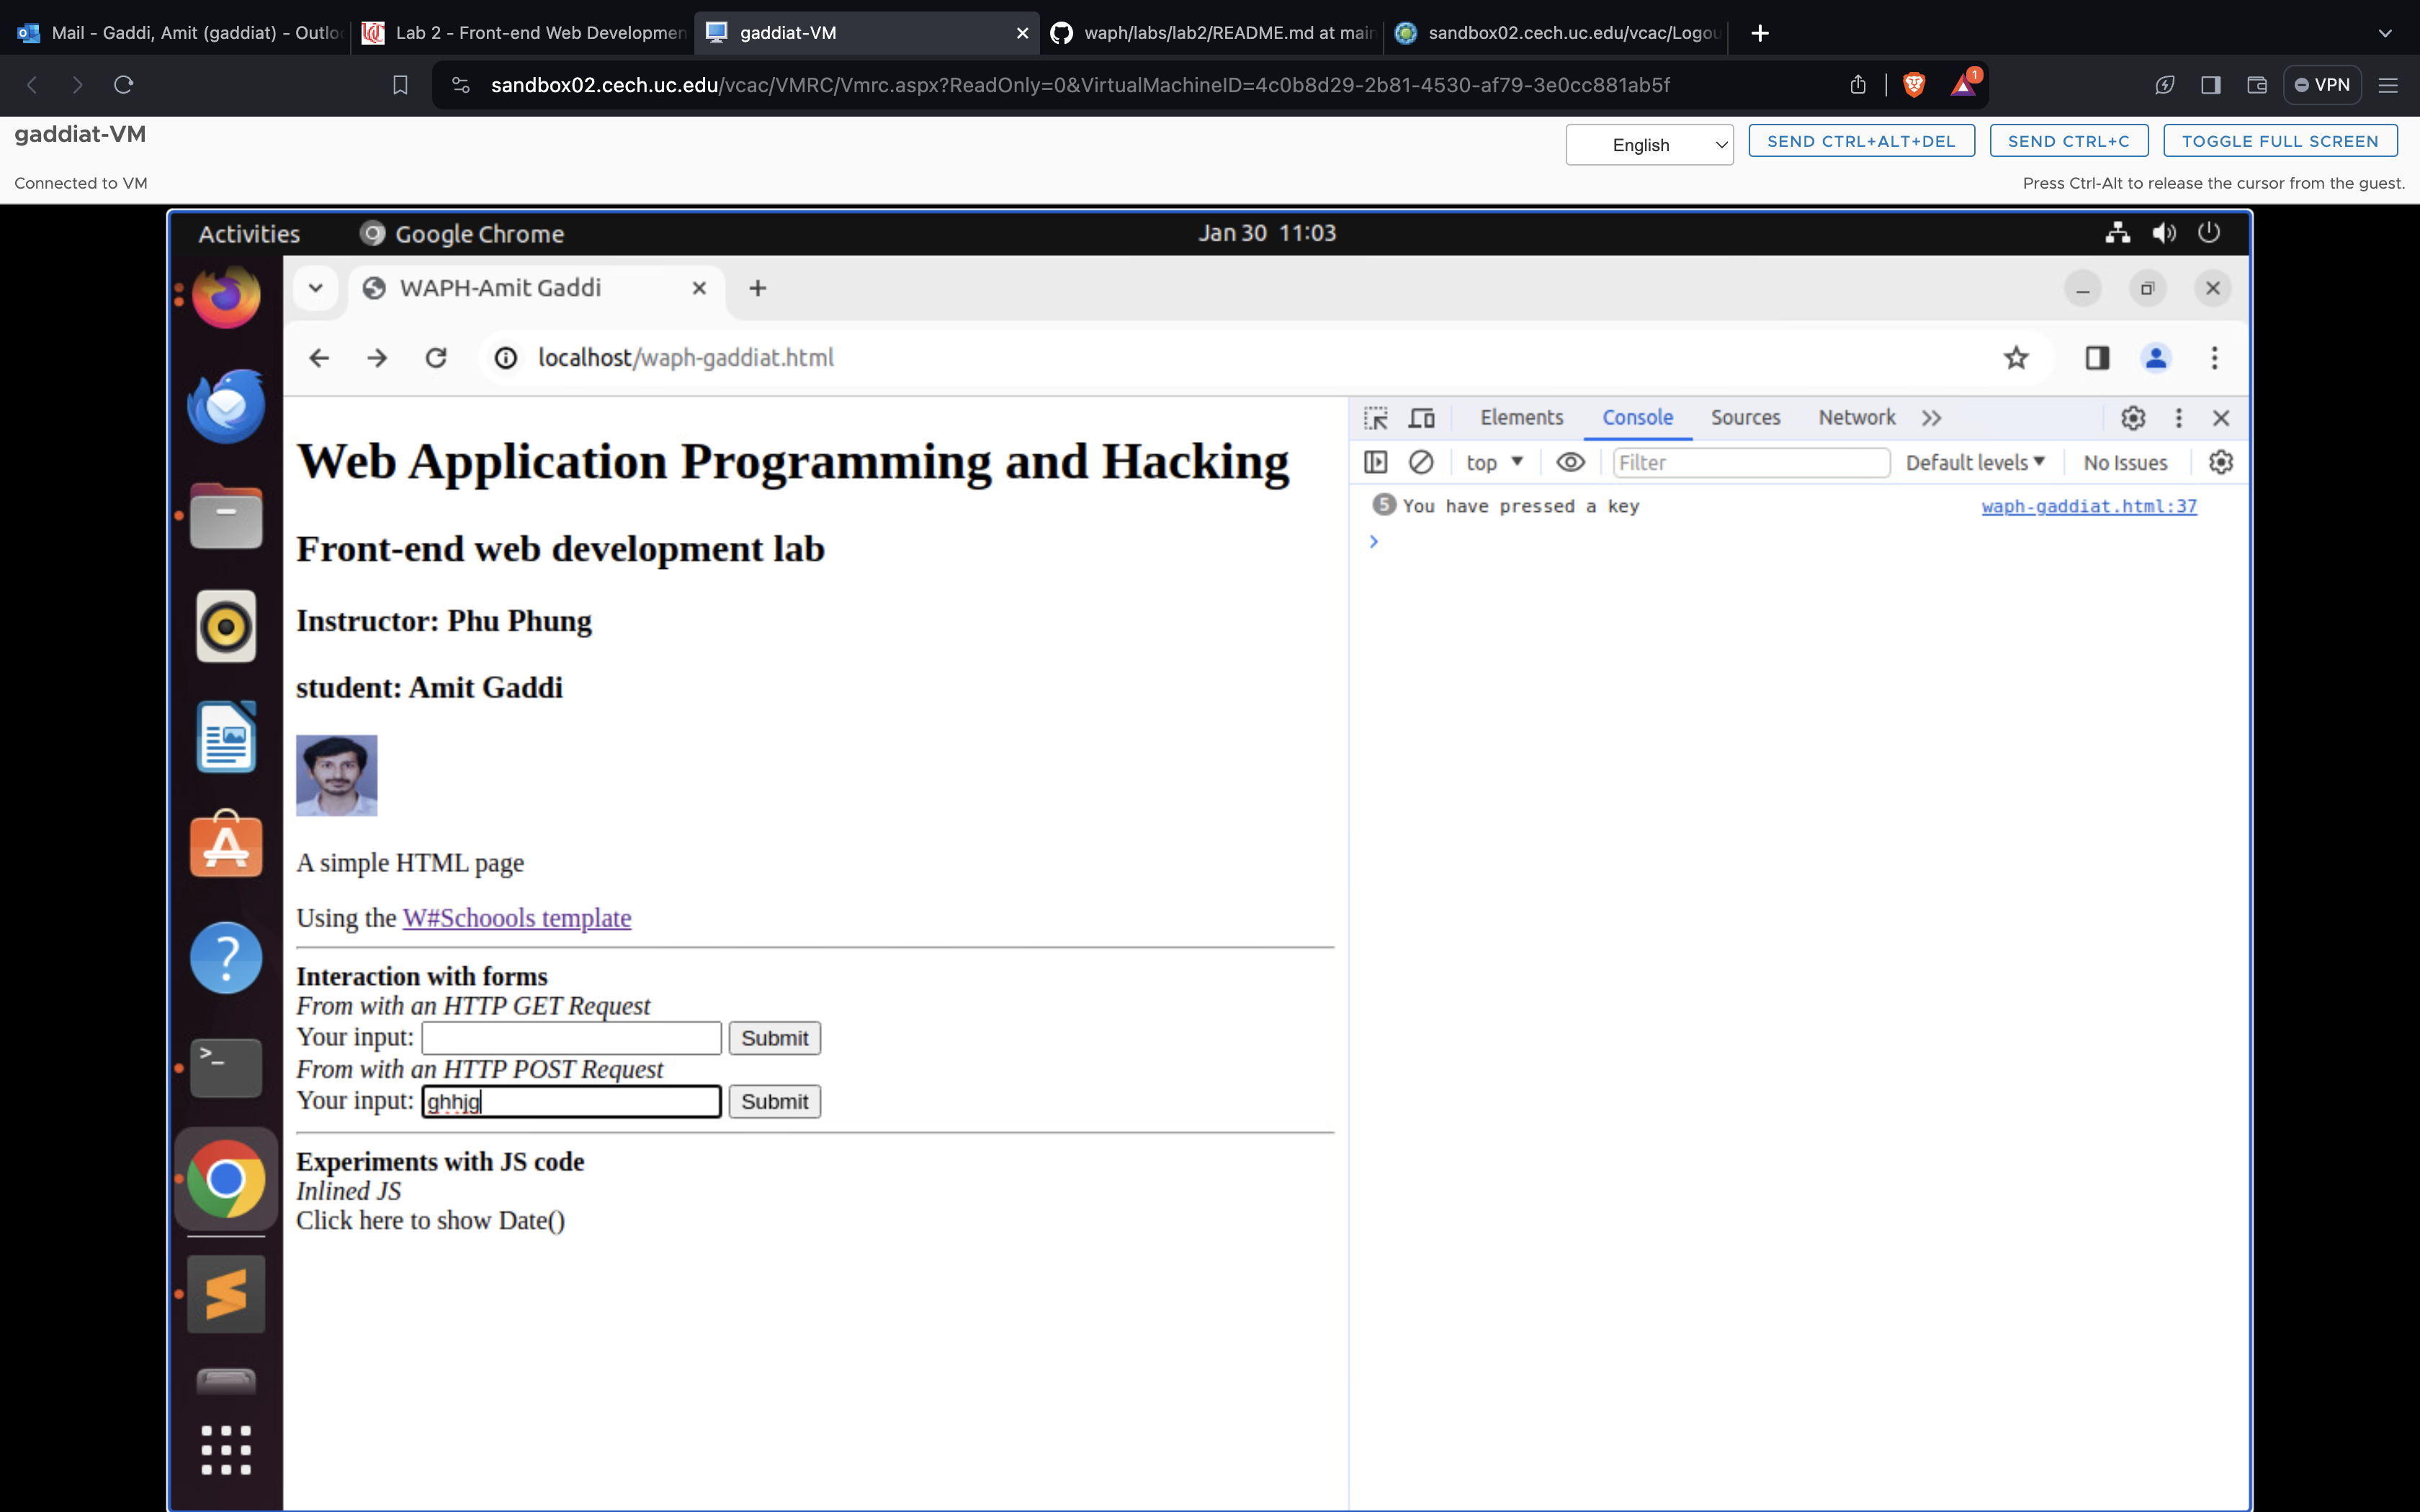 Mail - Gaddi, Amit (gaddiat) - Outlo
Lab 2 - Front-end Web Developmen
gaddiat-VM
waph/labs/lab2/README.md at main
sandbox02.cech.uc.edu/vcac/Logou
sandbox02.cech.uc.edu/vcac/VMRC/Vmrc.aspx?ReadOnly=0&VirtualMachineID=4c0b8d29-2b81-4530-af79-3e0cc881ab5f
1
VPN
gaddiat-VM
English
SEND CTRL+ALT+DEL
SEND CTRL+C
TOGGLE FULL SCREEN
Connected to VM
Press Ctrl-Alt to release the cursor from the guest.
Activities
Google Chrome
Jan 30 11:03
WAPH-Amit Gaddi
localhost/waph-gaddiat.html
Elements
Console
Sources
Network
top
Filter
Default levels
No Issues
5 You have pressed a key
waph-gaddiat.html:37
Web Application Programming and Hacking
Front-end web development lab
Instructor: Phu Phung
student: Amit Gaddi
A simple HTML page
Using the W#Schoools template
Interaction with forms
From with an HTTP GET Request
Your input: Submit
From with an HTTP POST Request
Your input: ghhjg Submit
Experiments with JS code
Inlined JS
Click here to show Date()